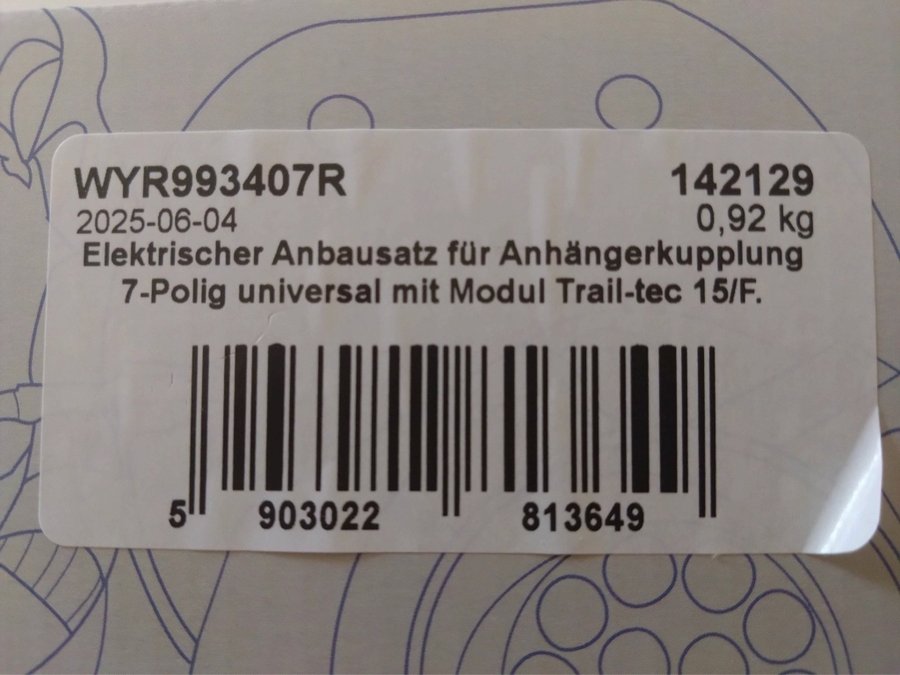 WYR993407R 142129
2025-06-04 0,92 kg
Elektrischer Anbausatz für Anhängerkupplung
7-Polig universal mit Modul Trail-tec 15/F.
5 903022 813649